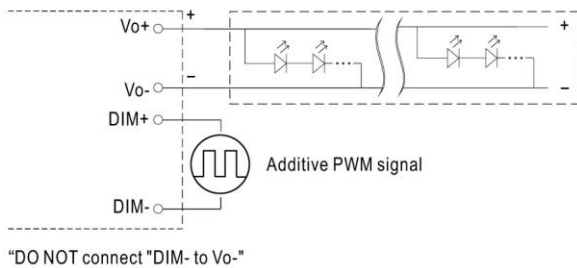 Vo+
+
+
Vo-
−
−
DIM+
Additive PWM signal
DIM-
"DO NOT connect "DIM- to Vo-"